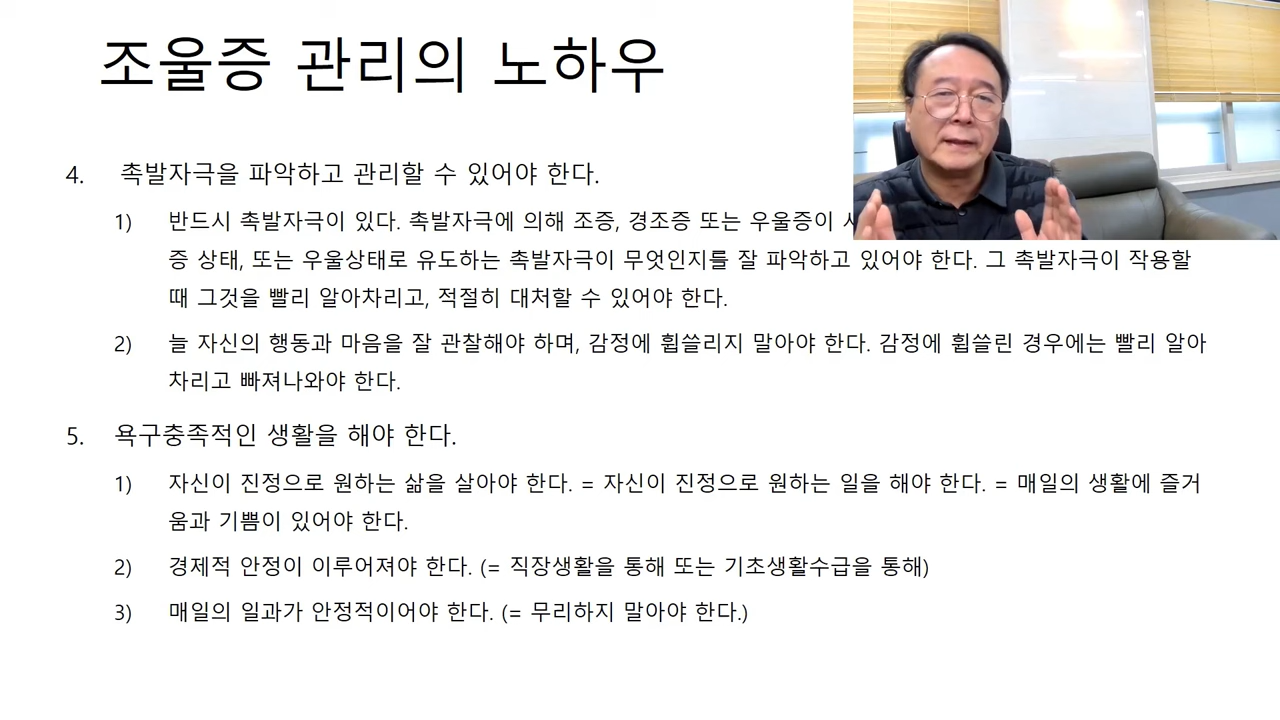 조울증 관리의 노하우
4. 촉발자극을 파악하고 관리할 수 있어야 한다.
1) 반드시 촉발자극이 있다. 촉발자극에 의해 조증, 경조증 또는 우울증이
증 상태, 또는 우울상태로 유도하는 촉발자극이 무엇인지를 잘 파악하고 있어야 한다. 그 촉발자극이 작용할
때 그것을 빨리 알아차리고, 적절히 대처할 수 있어야 한다.
2) 늘 자신의 행동과 마음을 잘 관찰해야 하며, 감정에 휩쓸리지 말아야 한다. 감정에 휩쓸린 경우에는 빨리 알아
차리고 빠져나와야 한다.
5. 욕구충족적인 생활을 해야 한다.
1) 자신이 진정으로 원하는 삶을 살아야 한다. = 자신이 진정으로 원하는 일을 해야 한다. = 매일의 생활에 즐거
움과 기쁨이 있어야 한다.
2) 경제적 안정이 이루어져야 한다. (= 직장생활을 통해 또는 기초생활수급을 통해)
3) 매일의 일과가 안정적이어야 한다. (= 무리하지 말아야 한다.)